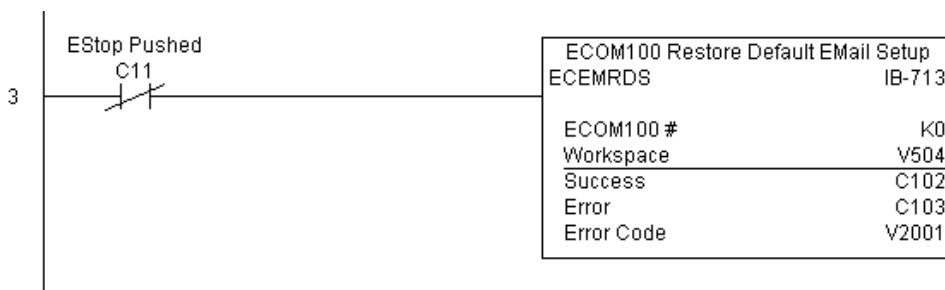 EStop Pushed
C11
3
ECOM100 Restore Default EMail Setup
ECEMRDS IB-713
ECOM100 # K0
Workspace V504
Success C102
Error C103
Error Code V2001